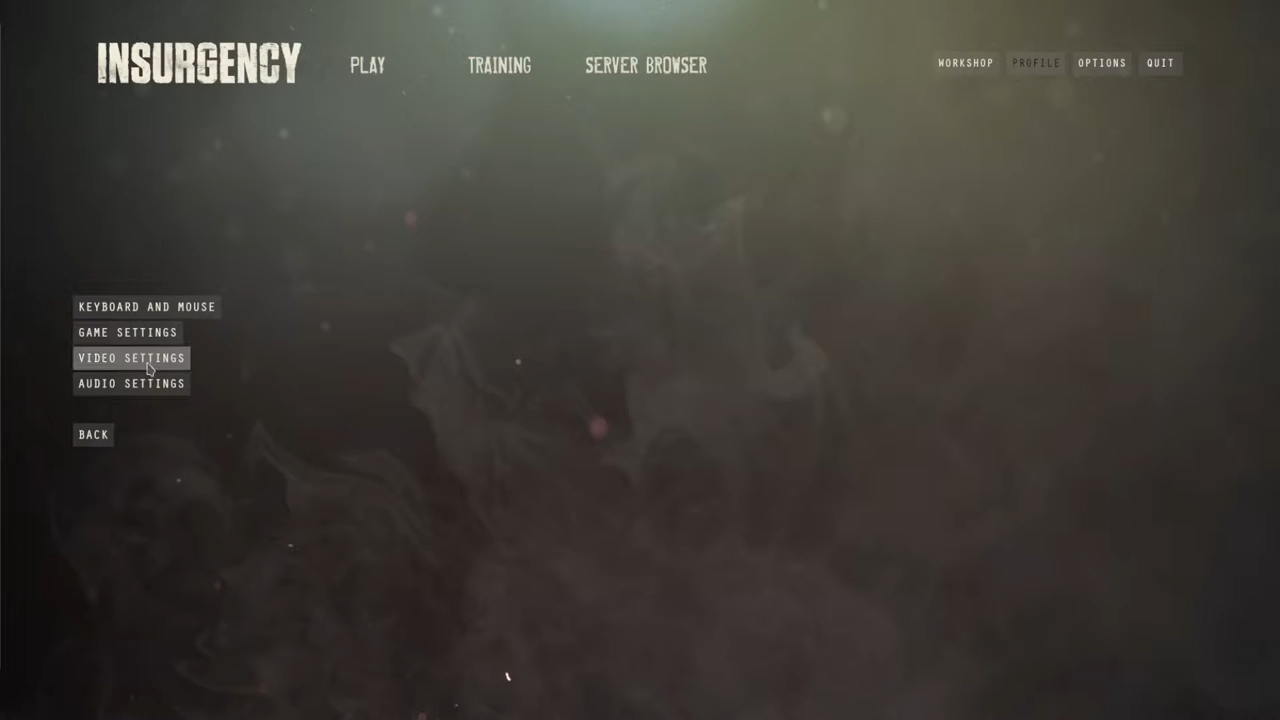 INSURGENCY
PLAY
TRAINING
SERVER BROWSER
WORKSHOP
PROFILE
OPTIONS
QUIT
KEYBOARD AND MOUSE
GAME SETTINGS
VIDEO SETTINGS
AUDIO SETTINGS
BACK